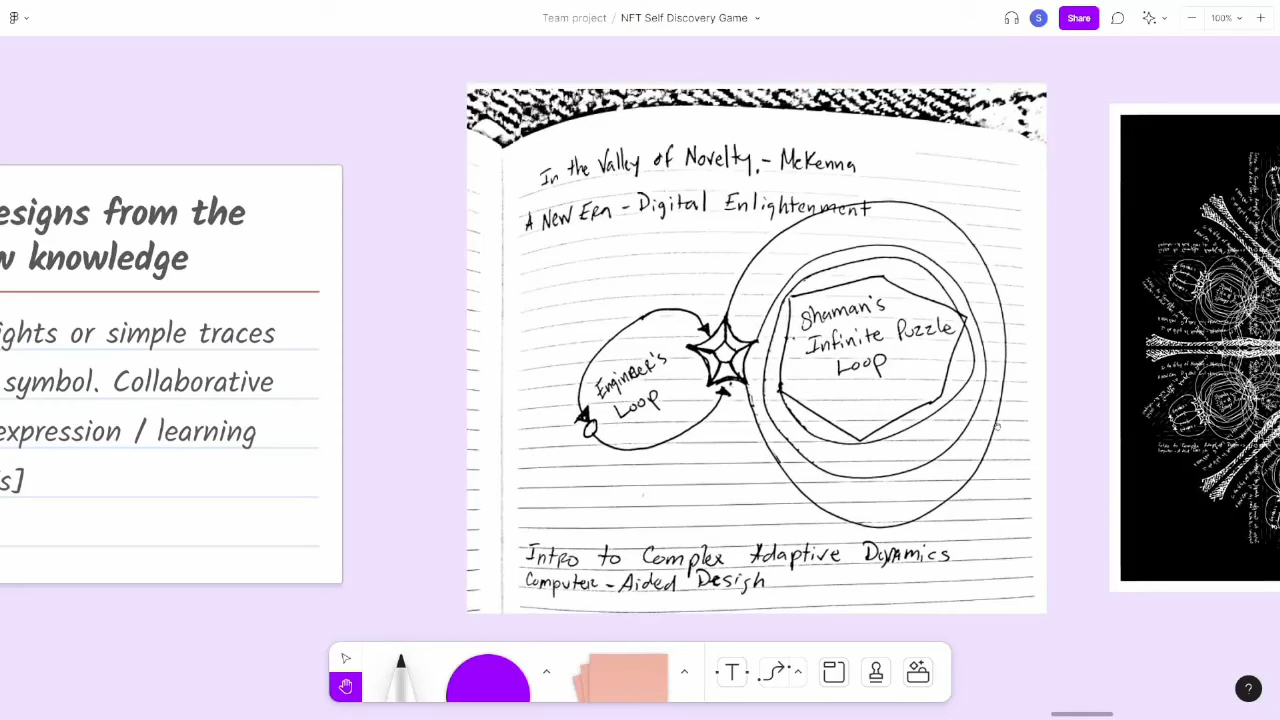 Team project / NFT Self Discovery Game
S
Share
100%
esigns from the
w knowledge
ights or simple traces
symbol. Collaborative
expression / learning
s]
In the Valley of Novelty, - McKenna
A New Era - Digital Enlightenment
Engineer's
Loop
Shaman's
Infinite Puzzle
Loop
Intro to Complex Adaptive Dynamics
Computer-Aided Design
T
?